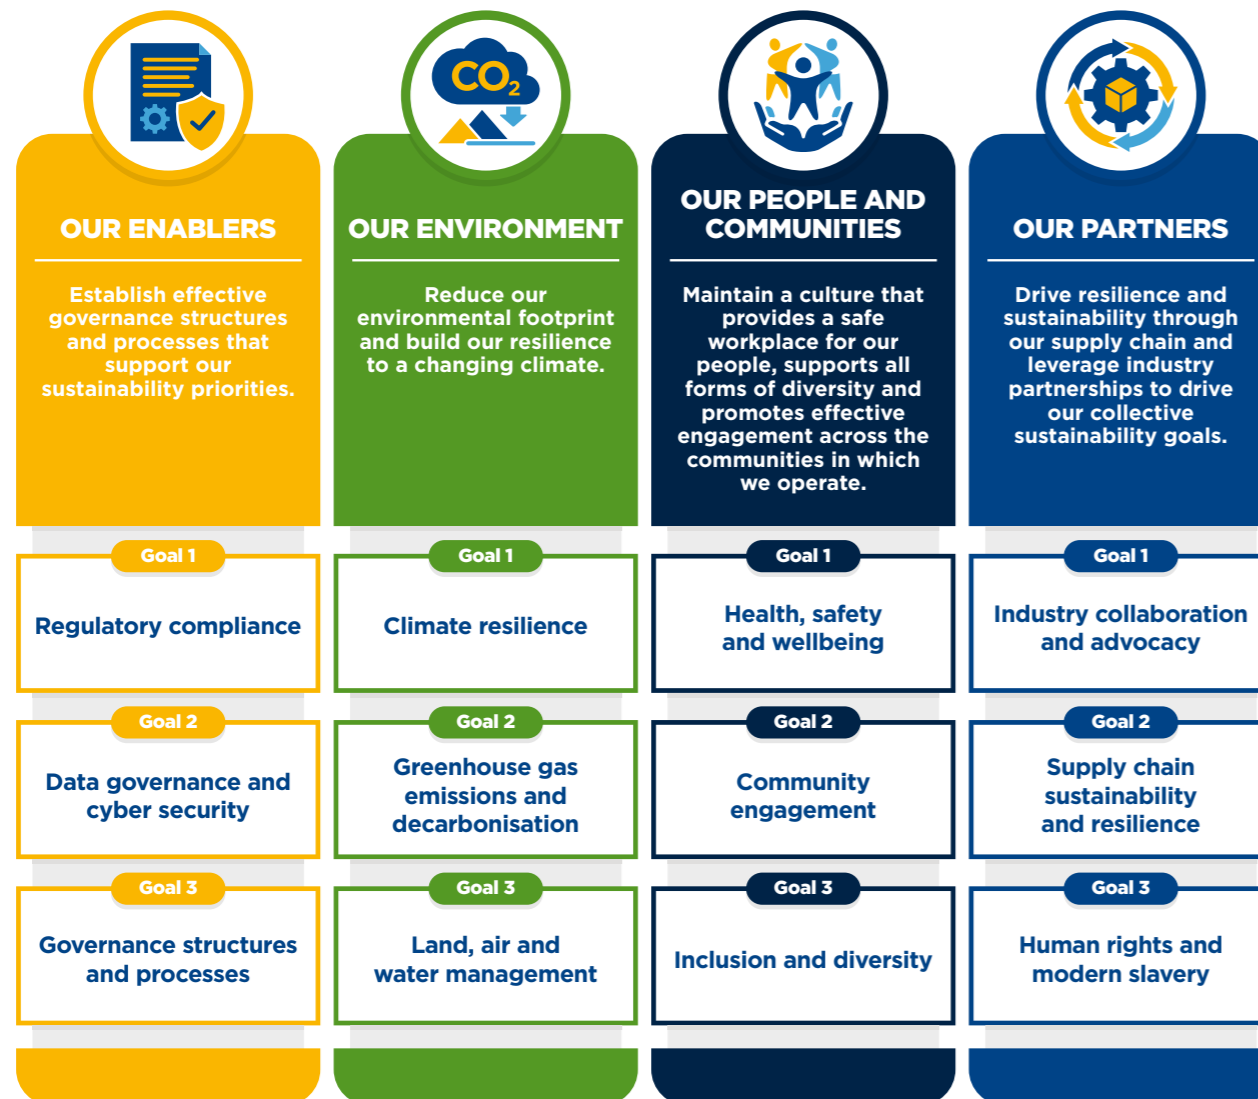 CO2
OUR ENABLERS
Establish effective
governance structures
and processes that
support our
sustainability priorities.
Goal 1
Regulatory compliance
Goal 2
Data governance and
cyber security
Goal 3
Governance structures
and processes
OUR ENVIRONMENT
Reduce our
environmental footprint
and build our resilience
to a changing climate.
Goal 1
Climate resilience
Goal 2
Greenhouse gas
emissions and
decarbonisation
Goal 3
Land, air and
water management
OUR PEOPLE AND
COMMUNITIES
Maintain a culture that
provides a safe
workplace for our
people, supports all
forms of diversity and
promotes effective
engagement across the
communities in which
we operate.
Goal 1
Health, safety
and wellbeing
Goal 2
Community
engagement
Goal 3
Inclusion and diversity
OUR PARTNERS
Drive resilience and
sustainability through
our supply chain and
leverage industry
partnerships to drive
our collective
sustainability goals.
Goal 1
Industry collaboration
and advocacy
Goal 2
Supply chain
sustainability
and resilience
Goal 3
Human rights and
modern slavery